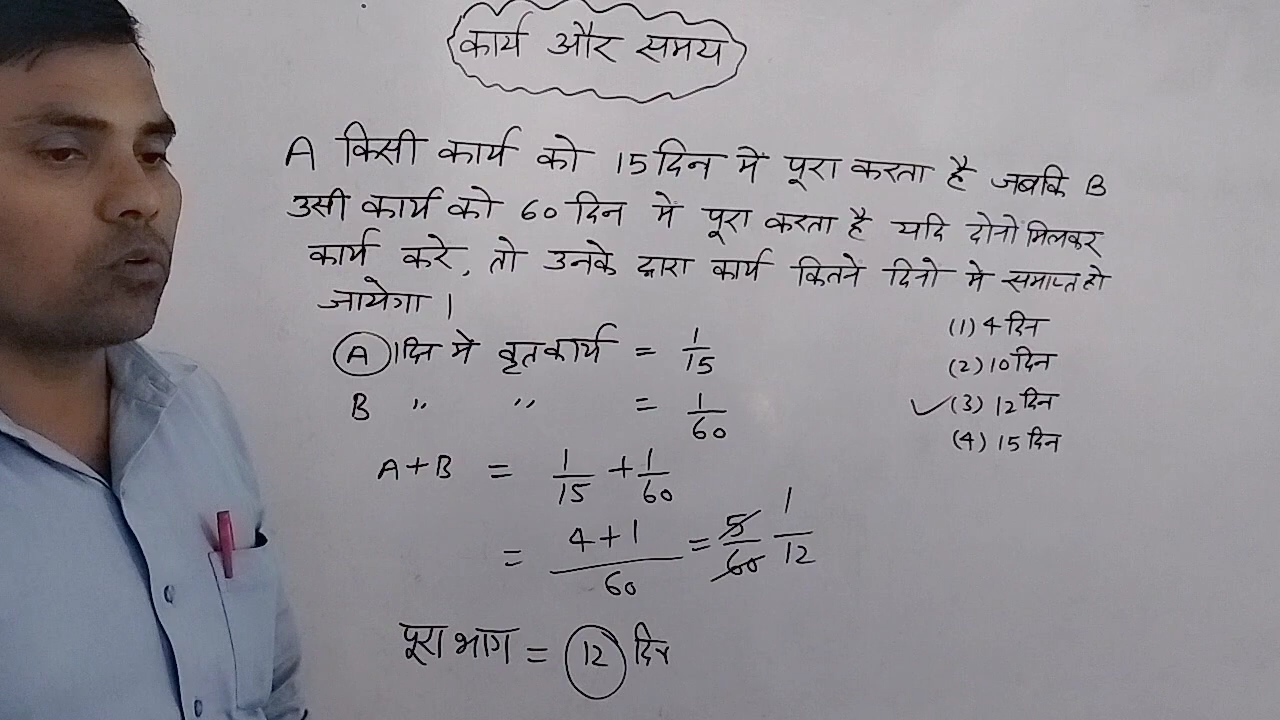 कार्य और समय
A किसी कार्य को 15 दिन मे पूरा करता है जबकि B
उसी कार्य को 60 दिन मे पूरा करता है यदि दोनो मिलकर
कार्य करे, तो उनके द्वारा कार्य कितने दिनो मे समाप्त हो
जायेगा ।
(1) 4 दिन
(2) 10 दिन
✓(3) 12 दिन
(4) 15 दिन
A 1 दिन मे कृतकार्य = 1/15
B " " = 1/60
A+B = 1/15 + 1/60
= 4+1/60 = 5/60 1/12
पूरा भाग = 12 दिन